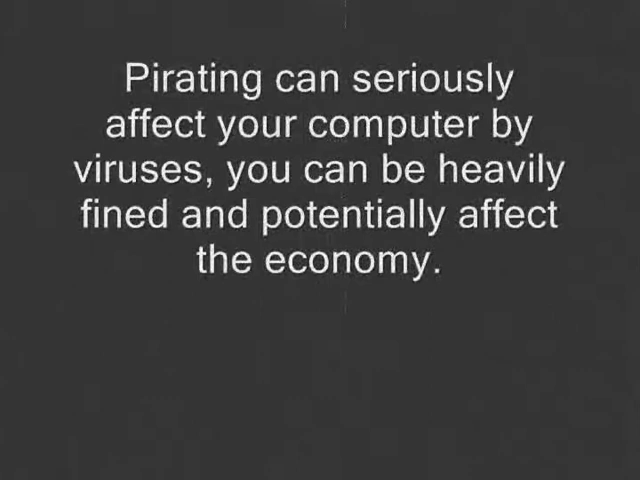 Pirating can seriously
affect your computer by
viruses, you can be heavily
fined and potentially affect
the economy.